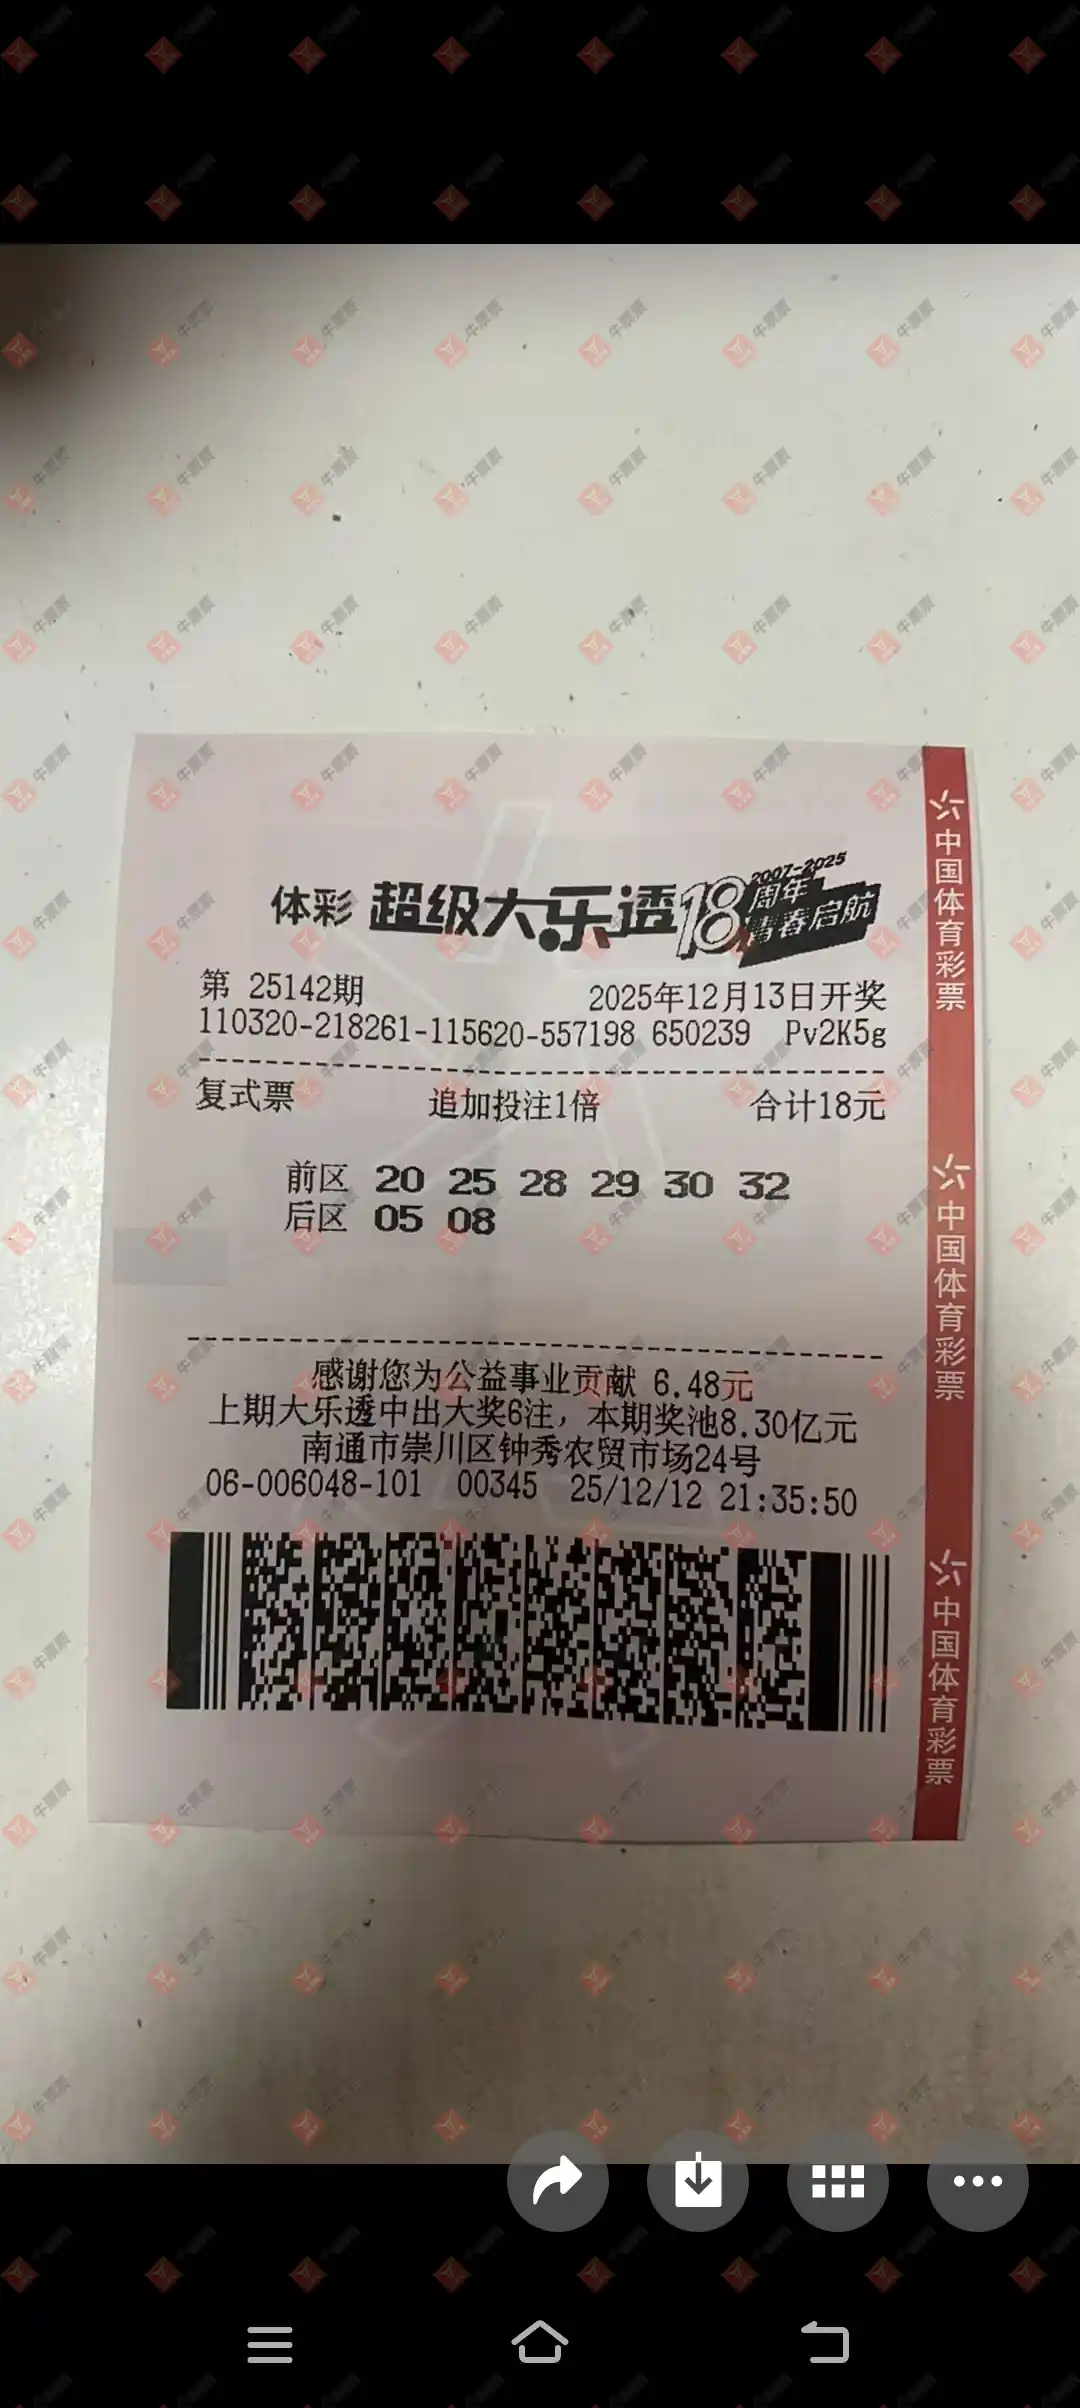 体彩 超级大乐透 18周年 2007-2025 青春启航
第 25142期 2025年12月13日开奖
110320-218261-115620-557198 650239 Pv2K5g
复式票 追加投注1倍 合计18元
前区 20 25 28 29 30 32
后区 05 08
感谢您为公益事业贡献 6.48元
上期大乐透中出大奖6注，本期奖池8.30亿元
南通市崇川区钟秀农贸市场24号
06-006048-101 00345 25/12/12 21:35:50
中国体育彩票
中国体育彩票
中国体育彩票
牛票票